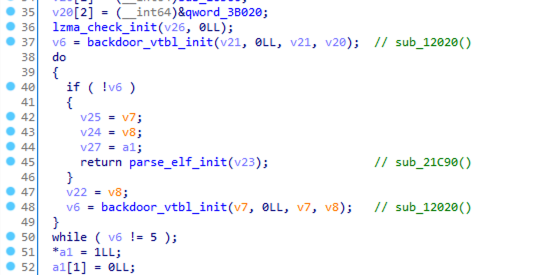 35 v20[2] = (__int64)&qword_3B020;
36 lzma_check_init(v26, 0LL);
37 v6 = backdoor_vtbl_init(v21, 0LL, v21, v20);  // sub_12020()
38 do
39 {
40   if ( !v6 )
41   {
42     v25 = v7;
43     v24 = v8;
44     v27 = a1;
45     return parse_elf_init(v23);                // sub_21C90()
46   }
47   v22 = v8;
48   v6 = backdoor_vtbl_init(v7, 0LL, v7, v8);   // sub_12020()
49 }
50 while ( v6 != 5 );
51 *a1 = 1LL;
52 a1[1] = 0LL;